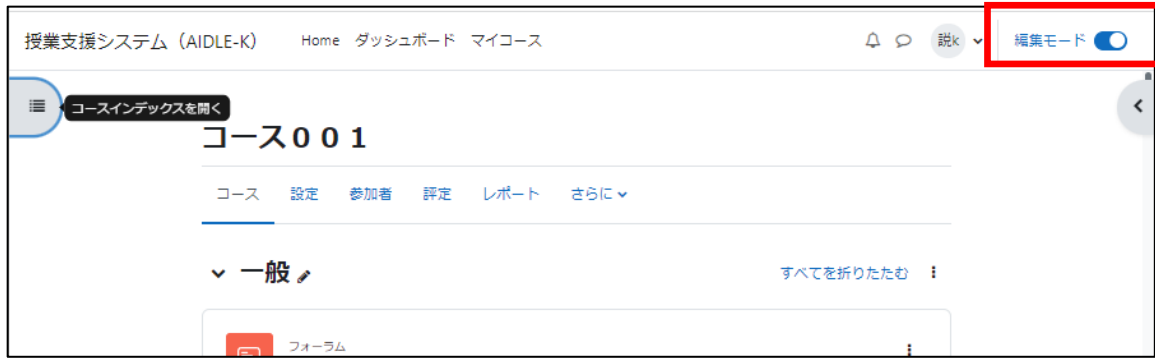 授業支援システム（AIDLE-K） Home ダッシュボード マイコース 説k 編集モード
コースインデックスを開く
コース００１
コース 設定 参加者 評定 レポート さらに
一般 すべてを折りたたむ
フォーラム